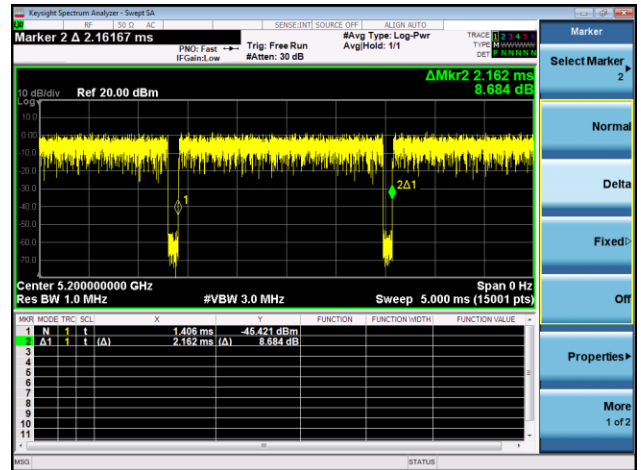 Keysight Spectrum Analyzer - Swept SA
RF 50 Ω AC SENSE:INT SOURCE OFF ALIGN AUTO
Marker 2 Δ 2.16167 ms
PNO: Fast
IFGain:Low
Trig: Free Run
#Atten: 30 dB
#Avg Type: Log-Pwr
Avg|Hold: 1/1
TRACE 1 2 3 4 5 6
TYPE M W W W W W
DET P N N N N N
ΔMkr2 2.162 ms
8.684 dB
10 dB/div Ref 20.00 dBm
Log
10.0
0.00
-10.0
-20.0
-30.0
-40.0
-50.0
-60.0
-70.0
1
2Δ1
Center 5.200000000 GHz Span 0 Hz
Res BW 1.0 MHz #VBW 3.0 MHz Sweep 5.000 ms (15001 pts)
MKR MODE TRC SCL X Y FUNCTION FUNCTION WIDTH FUNCTION VALUE
1 N 1 t 1.406 ms -45.421 dBm
2 Δ1 1 t (Δ) 2.162 ms (Δ) 8.684 dB
3
4
5
6
7
8
9
10
11
MSG STATUS
Marker
Select Marker
2
Normal
Delta
Fixed
Off
Properties
More
1 of 2